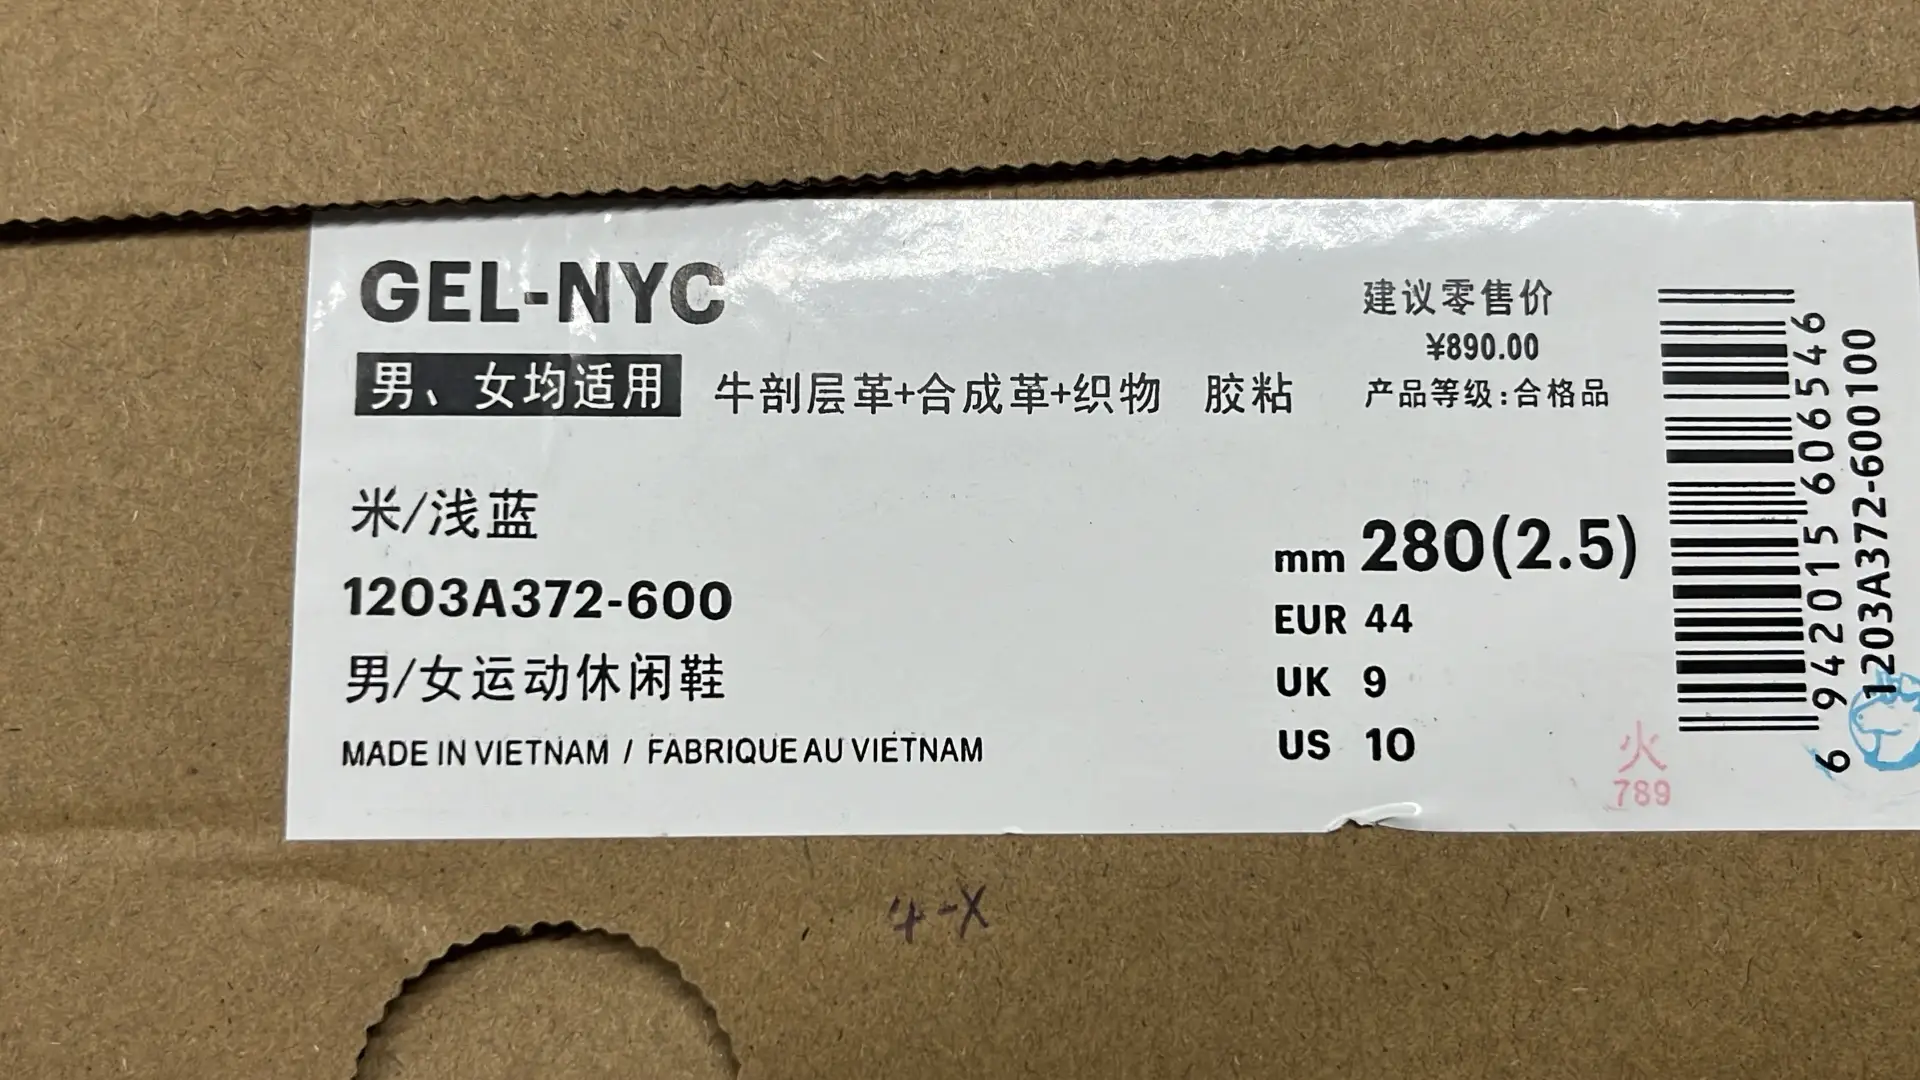 GEL-NYC
男、女均适用
牛剖层革+合成革+织物 胶粘
建议零售价
¥890.00
产品等级:合格品
米/浅蓝
1203A372-600
男/女运动休闲鞋
MADE IN VIETNAM / FABRIQUE AU VIETNAM
mm 280(2.5)
EUR 44
UK 9
US 10
6 942015 606546
1203A372-600100
火
789
4-X